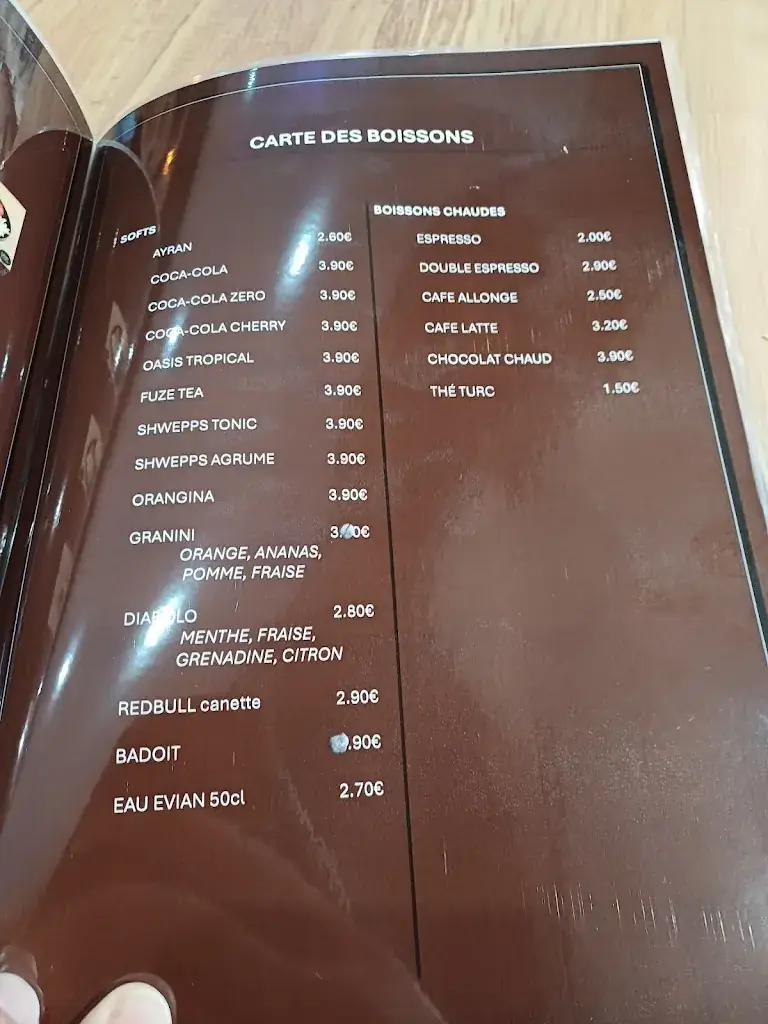 CARTE DES BOISSONS
SOFTS
AYRAN 2.60€
COCA-COLA 3.90€
COCA-COLA ZERO 3.90€
COCA-COLA CHERRY 3.90€
OASIS TROPICAL 3.90€
FUZE TEA 3.90€
SHWEPPS TONIC 3.90€
SHWEPPS AGRUME 3.90€
ORANGINA 3.90€
GRANINI
ORANGE, ANANAS,
POMME, FRAISE
DIABOLO 2.80€
MENTHE, FRAISE,
GRENADINE, CITRON
REDBULL canette 2.90€
BADOIT .90€
EAU EVIAN 50cl 2.70€
BOISSONS CHAUDES
ESPRESSO 2.00€
DOUBLE ESPRESSO 2.90€
CAFE ALLONGE 2.50€
CAFE LATTE 3.20€
CHOCOLAT CHAUD 3.90€
THÉ TURC 1.50€